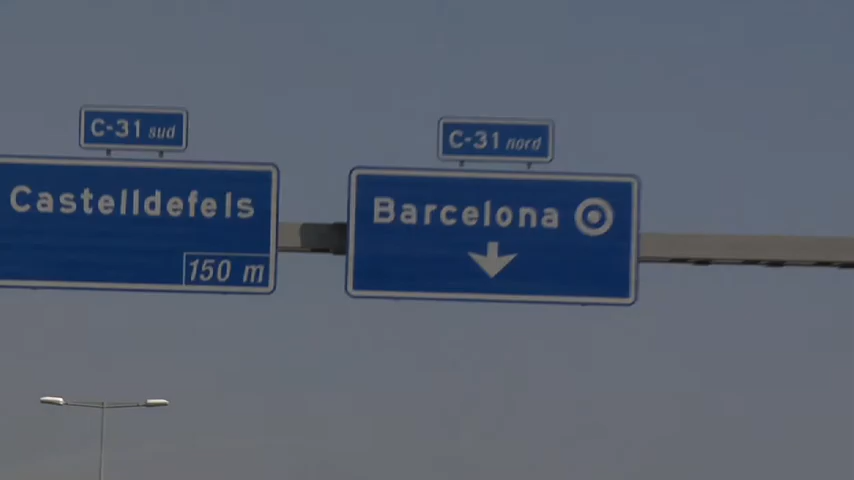 C-31 sud
Castelldefels
150 m
C-31 nord
Barcelona